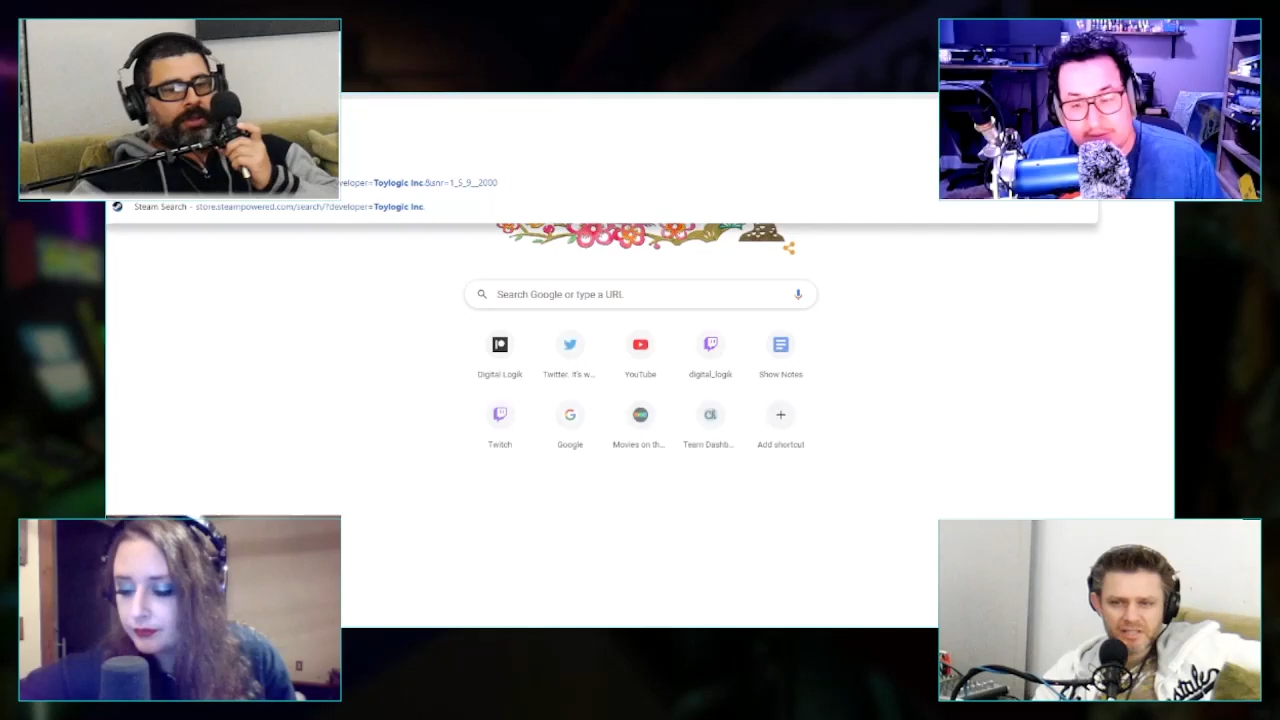 veloper=Toylogic Inc.&snr=1_5_9__2000
Steam Search - store.steampowered.com/search/?developer=Toylogic Inc.
Search Google or type a URL
Digital Logik
Twitter. It's w...
YouTube
digital_logik
Show Notes
Twitch
Google
Movies on th...
Team Dashb...
Add shortcut